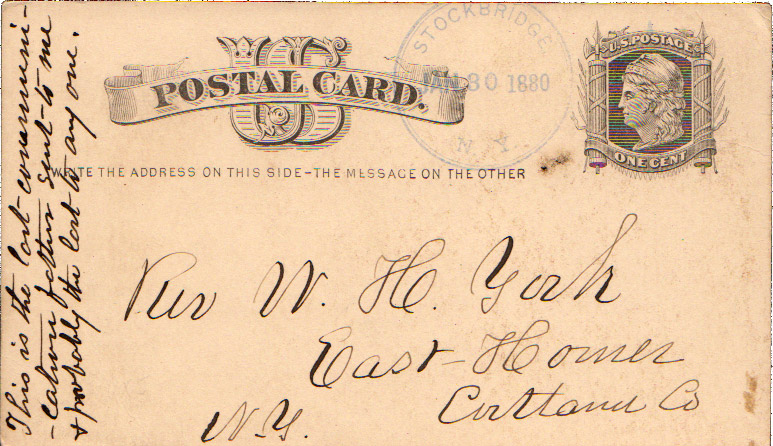 U.S. POSTAGE
ONE CENT
US
POSTAL CARD.
STOCKBRIDGE
JAN 30 1880
N Y
WRITE THE ADDRESS ON THIS SIDE-THE MESSAGE ON THE OTHER
Rev W. H. York
East-Homer
Cortland Co
N.Y.
This is the last communi-
-cation father sent to me
& probably the last to any one.